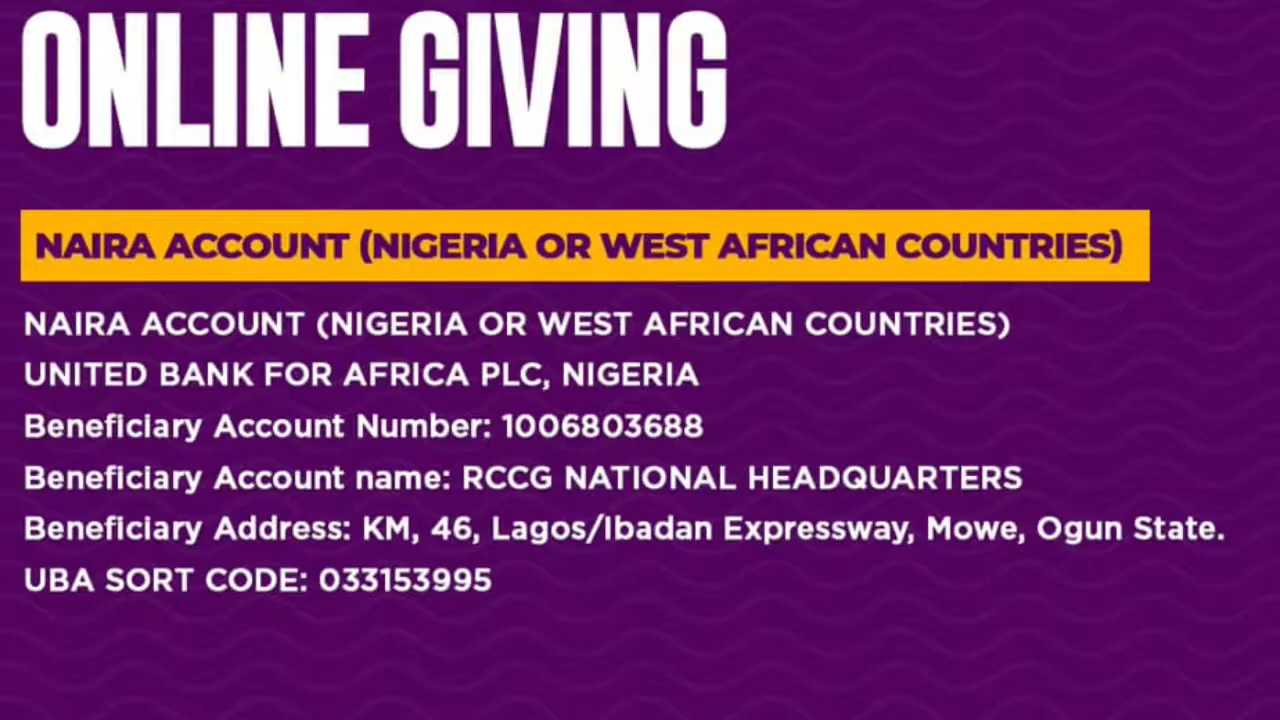 ONLINE GIVING
NAIRA ACCOUNT (NIGERIA OR WEST AFRICAN COUNTRIES)
NAIRA ACCOUNT (NIGERIA OR WEST AFRICAN COUNTRIES)
UNITED BANK FOR AFRICA PLC, NIGERIA
Beneficiary Account Number: 1006803688
Beneficiary Account name: RCCG NATIONAL HEADQUARTERS
Beneficiary Address: KM, 46, Lagos/Ibadan Expressway, Mowe, Ogun State.
UBA SORT CODE: 033153995